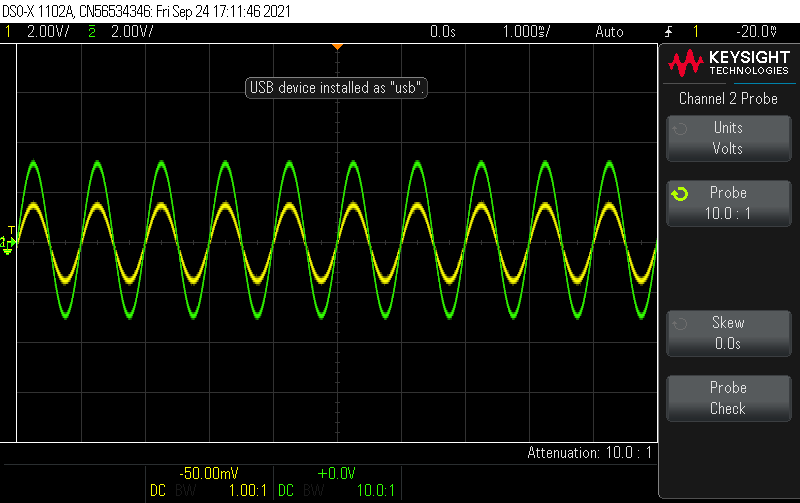 DSO-X 1102A, CN56534346: Fri Sep 24 17:11:46 2021
1 2.00V/ 2 2.00V/ 0.0s 1.000s/ Auto 1 -20.0V
KEYSIGHT
TECHNOLOGIES
USB device installed as "usb".
Channel 2 Probe
Units
Volts
Probe
10.0 : 1
T
Skew
0.0s
Probe
Check
Attenuation: 10.0 : 1
-50.00mV +0.0V
DC BW 1.00:1 DC BW 10.0:1